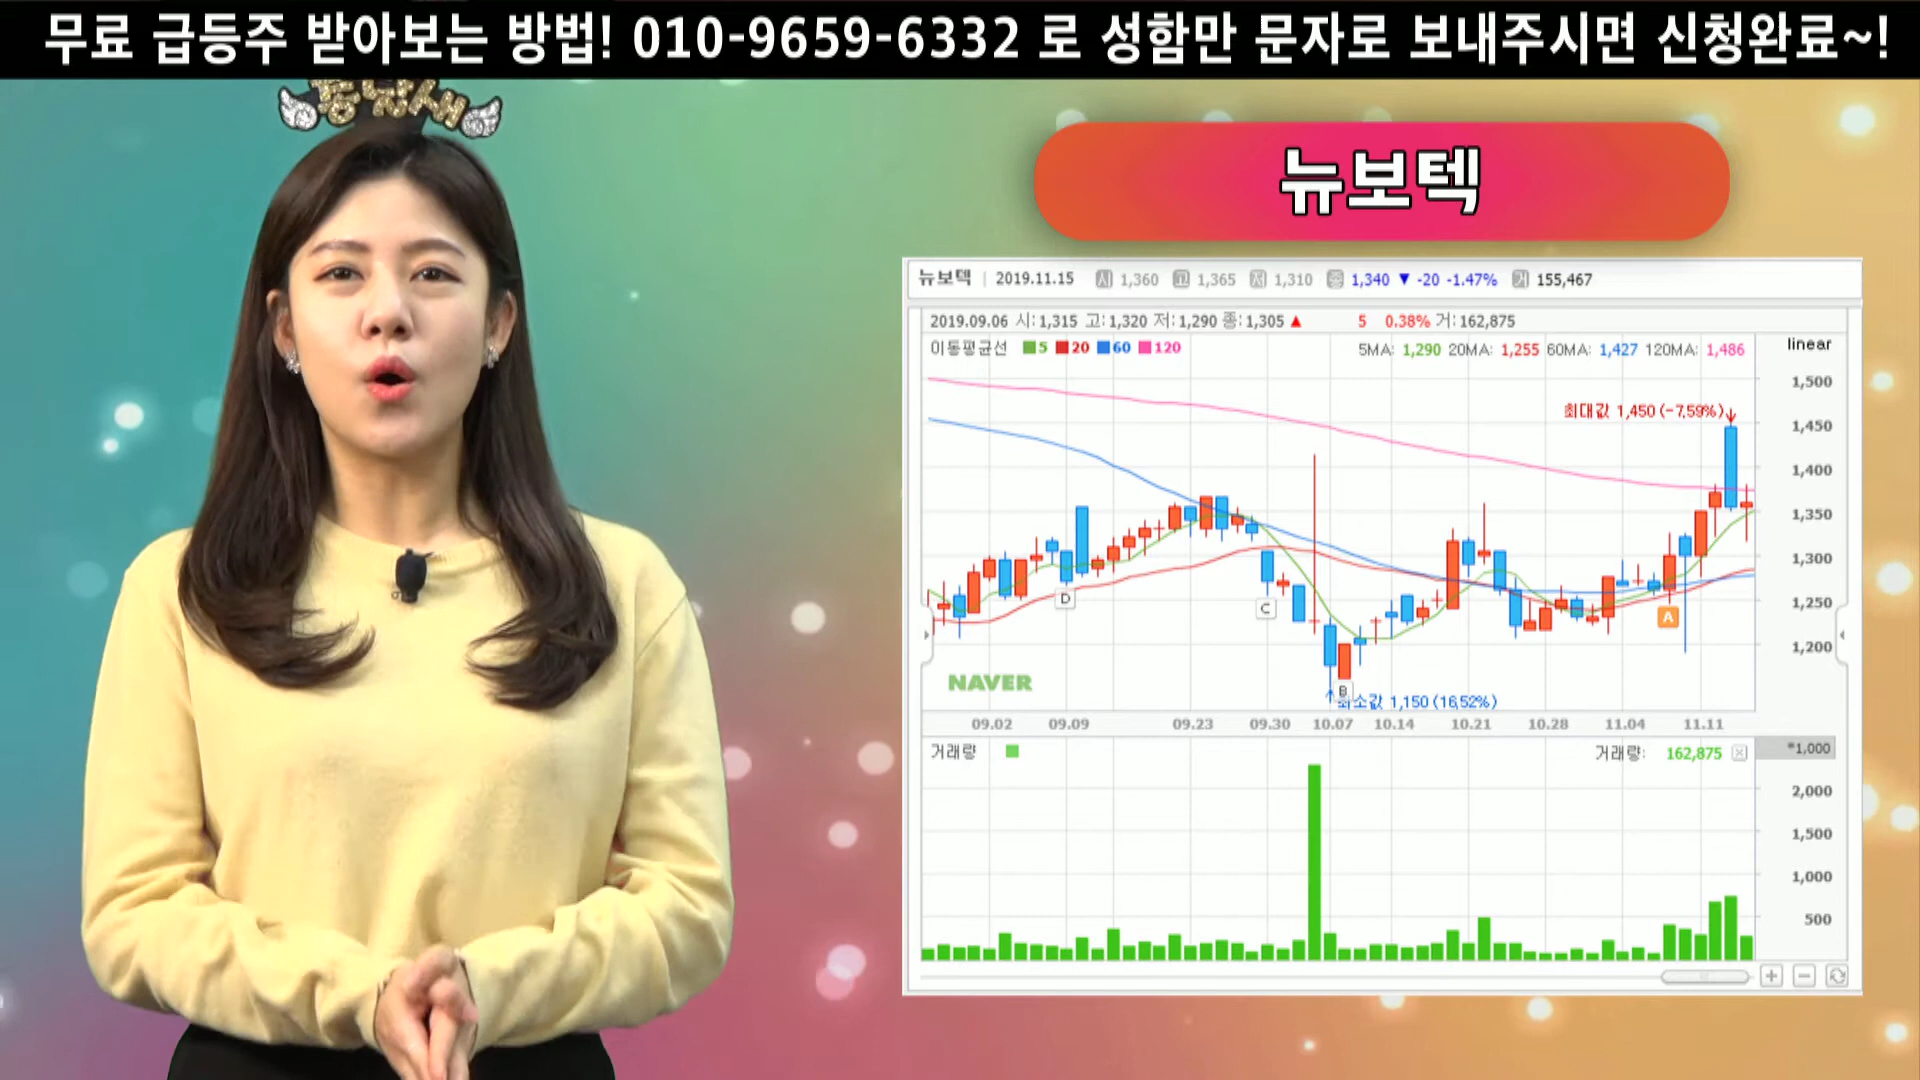 무료 급등주 받아보는 방법! 010-9659-6332 로 성함만 문자로 보내주시면 신청완료~!
뉴보텍
뉴보텍 2019.11.15 시 1,360 고 1,365 저 1,310 종 1,340 ▼ -20 -1.47% 거 155,467
2019.09.06 시:1,315 고:1,320 저:1,290 종:1,305 ▲ 5 0.38% 거:162,875
이동평균선 5 20 60 120 5MA: 1,290 20MA: 1,255 60MA: 1,427 120MA: 1,486 linear
1,500
최대값 1,450 (-7,59%)
1,450
1,400
1,350
1,300
1,250
D
C
A
1,200
NAVER
B
최소값 1,150 (16,52%)
09.02 09.09 09.23 09.30 10.07 10.14 10.21 10.28 11.04 11.11
거래량 거래량: 162,875 *1,000
2,000
1,500
1,000
500